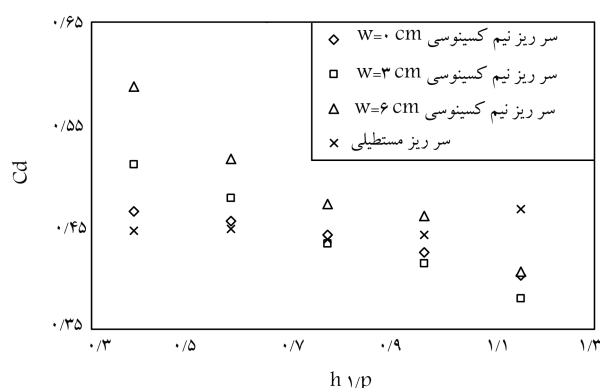 ۰/۶۵
سر ریز نیم کسینوسی w=۰ cm
سر ریز نیم کسینوسی w=۳ cm
سر ریز نیم کسینوسی w=۶ cm
سر ریز مستطیلی
۰/۵۵
Cd
۰/۴۵
۰/۳۵
۰/۳ ۰/۵ ۰/۷ ۰/۹ ۱/۱ ۱/۳
h ۱/p